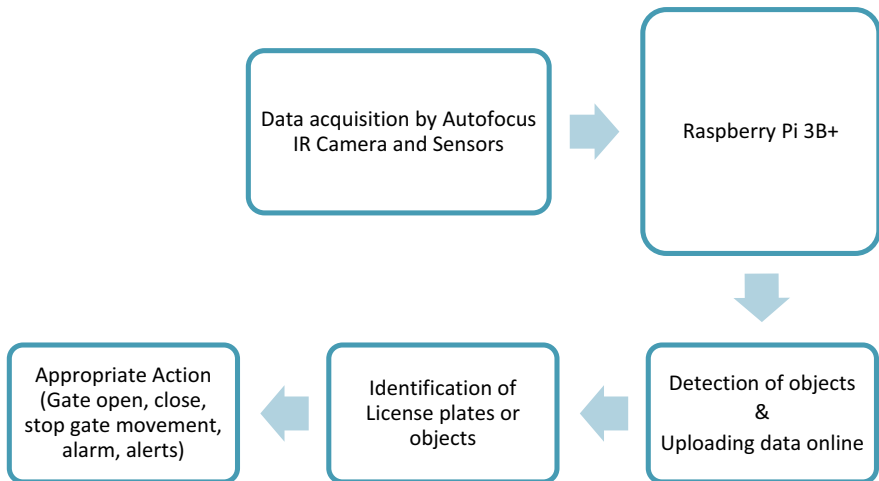 Data acquisition by Autofocus
IR Camera and Sensors
Raspberry Pi 3B+
Detection of objects
&
Uploading data online
Identification of
License plates or
objects
Appropriate Action
(Gate open, close,
stop gate movement,
alarm, alerts)